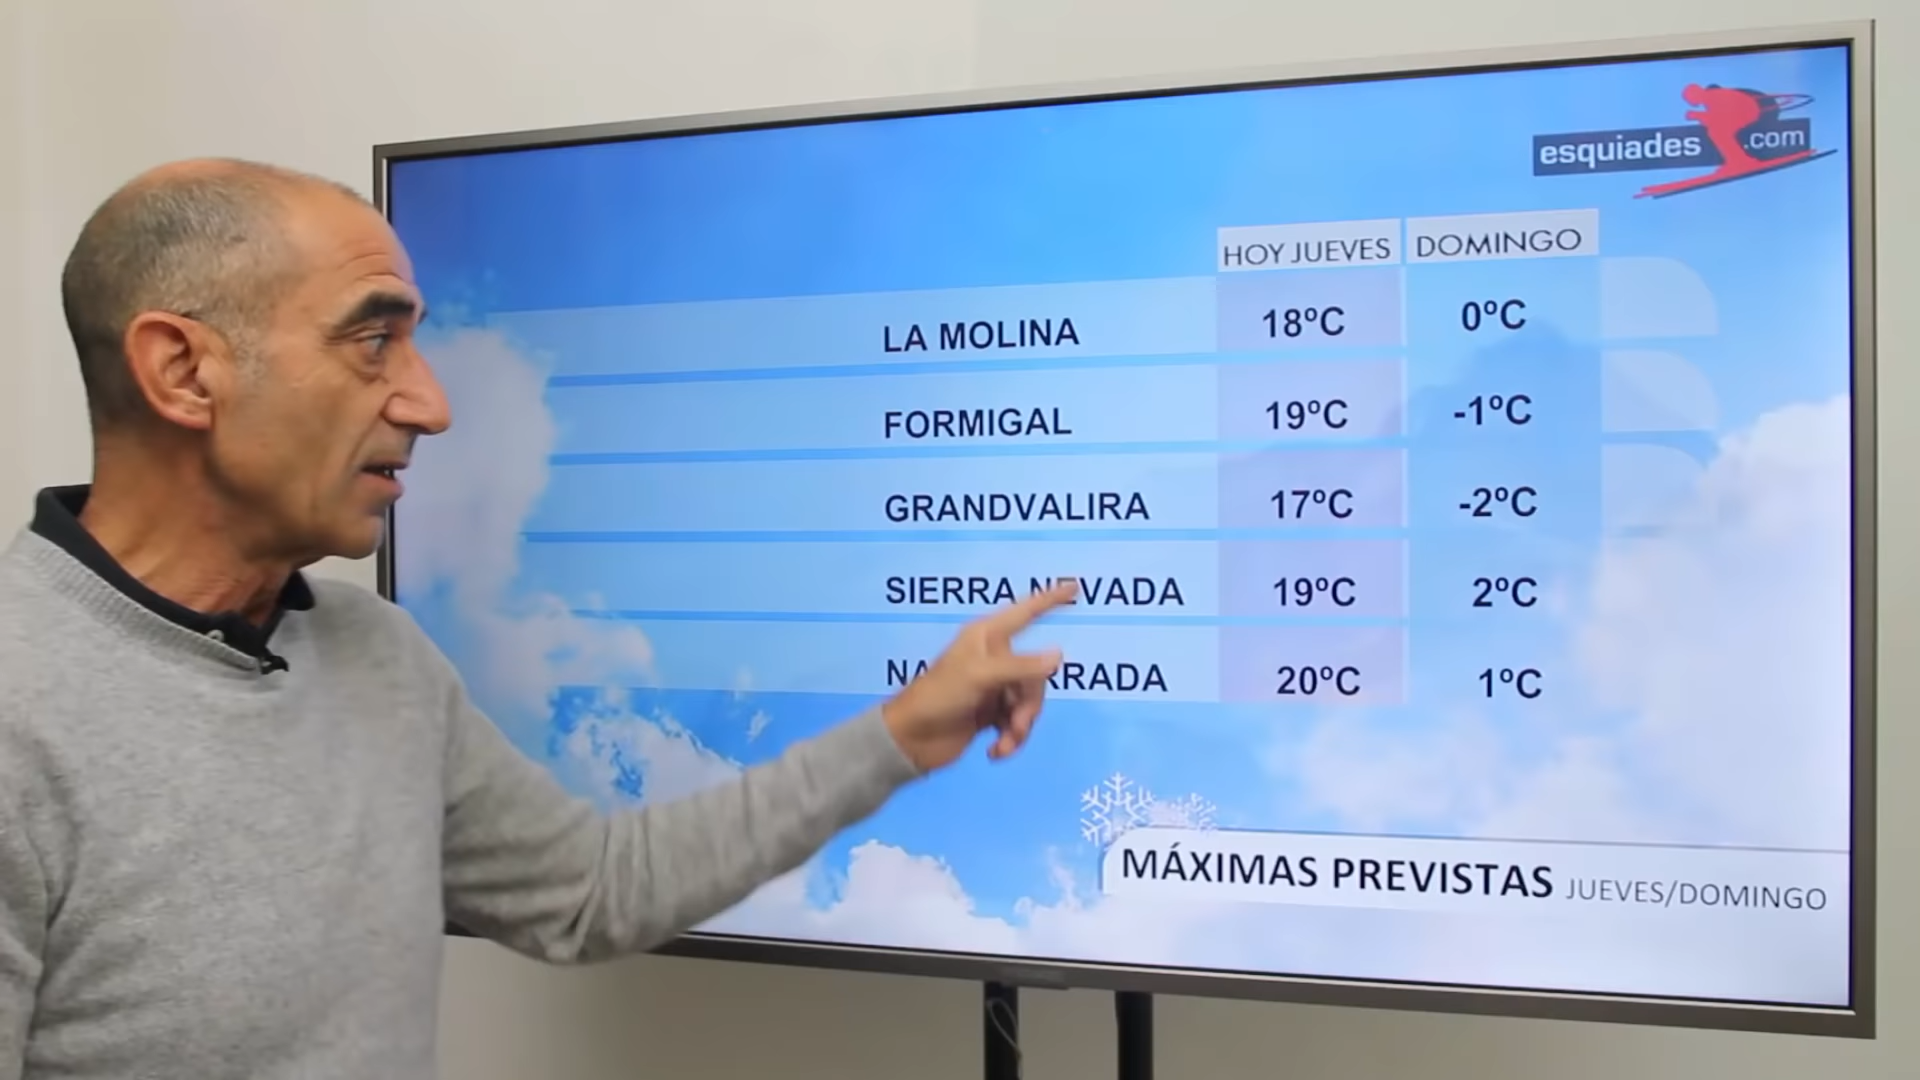 esquiades.com
HOY JUEVES DOMINGO
LA MOLINA 18ºC 0ºC
FORMIGAL 19ºC -1ºC
GRANDVALIRA 17ºC -2ºC
SIERRA NEVADA 19ºC 2ºC
20ºC 1ºC
MÁXIMAS PREVISTAS JUEVES/DOMINGO